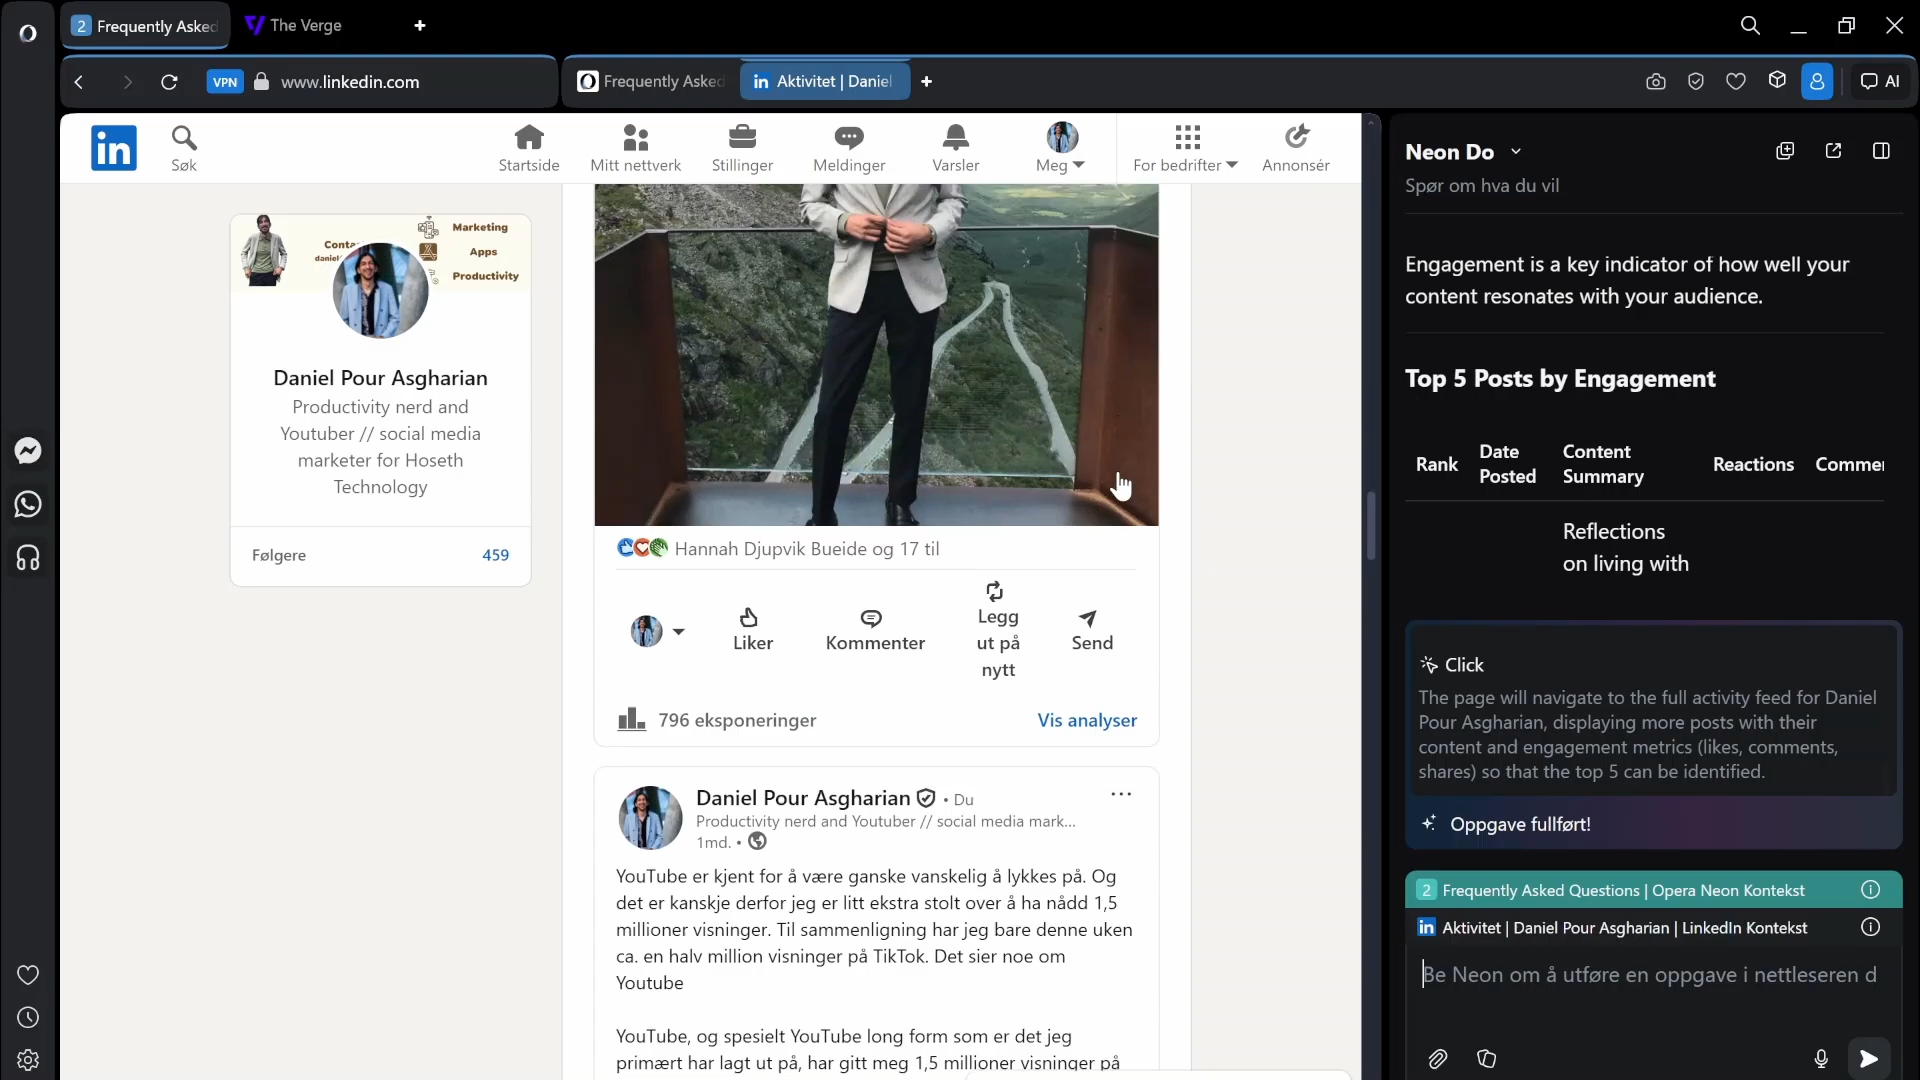 2 Frequently Asked
The Verge
VPN www.linkedin.com
Frequently Asked
in Aktivitet | Daniel
AI
in
Søk
Startside
Mitt nettverk
Stillinger
Meldinger
Varsler
Meg
For bedrifter
Annonsér
Marketing
Apps
Productivity
Daniel Pour Asgharian
Productivity nerd and
Youtuber // social media
marketer for Hoseth
Technology
Følgere 459
Hannah Djupvik Bueide og 17 til
Liker
Kommenter
Legg
ut på
nytt
Send
796 eksponeringer
Vis analyser
Daniel Pour Asgharian • Du
Productivity nerd and Youtuber // social media mark...
1md. •
YouTube er kjent for å være ganske vanskelig å lykkes på. Og
det er kanskje derfor jeg er litt ekstra stolt over å ha nådd 1,5
millioner visninger. Til sammenligning har jeg bare denne uken
ca. en halv million visninger på TikTok. Det sier noe om
Youtube
YouTube, og spesielt YouTube long form som er det jeg
primært har lagt ut på, har gitt meg 1,5 millioner visninger på
Neon Do
Spør om hva du vil
Engagement is a key indicator of how well your
content resonates with your audience.
Top 5 Posts by Engagement
Rank
Date
Posted
Content
Summary
Reactions
Reflections
on living with
Click
The page will navigate to the full activity feed for Daniel
Pour Asgharian, displaying more posts with their
content and engagement metrics (likes, comments,
shares) so that the top 5 can be identified.
Oppgave fullført!
2 Frequently Asked Questions | Opera Neon Kontekst
in Aktivitet | Daniel Pour Asgharian | LinkedIn Kontekst
Be Neon om å utføre en oppgave i nettleseren d